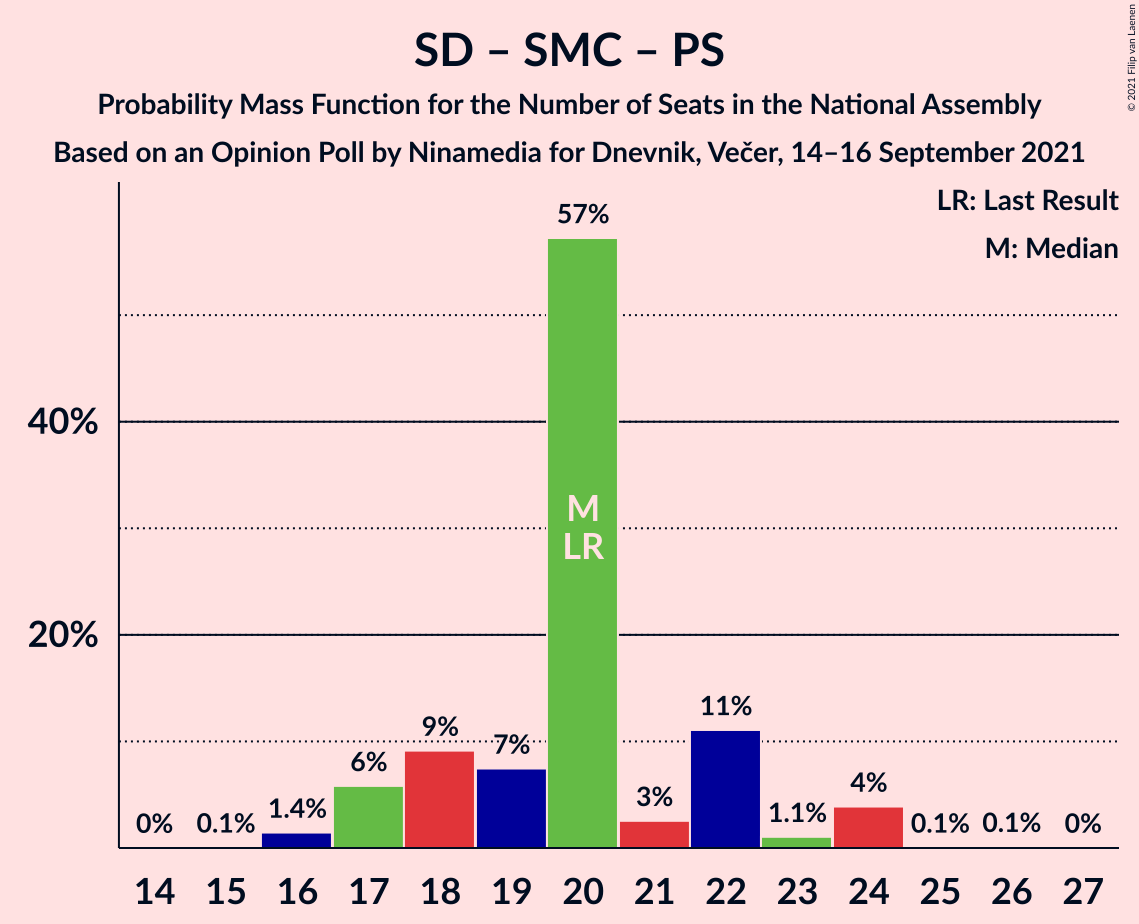 SD – SMC – PS
Probability Mass Function for the Number of Seats in the National Assembly
Based on an Opinion Poll by Ninamedia for Dnevnik, Večer, 14–16 September 2021
© 2021 Filip van Laenen
LR: Last Result
M: Median
40%
20%
0%
0.1%
1.4%
6%
9%
7%
57%
3%
11%
1.1%
4%
0.1%
0.1%
0%
M
LR
14 15 16 17 18 19 20 21 22 23 24 25 26 27